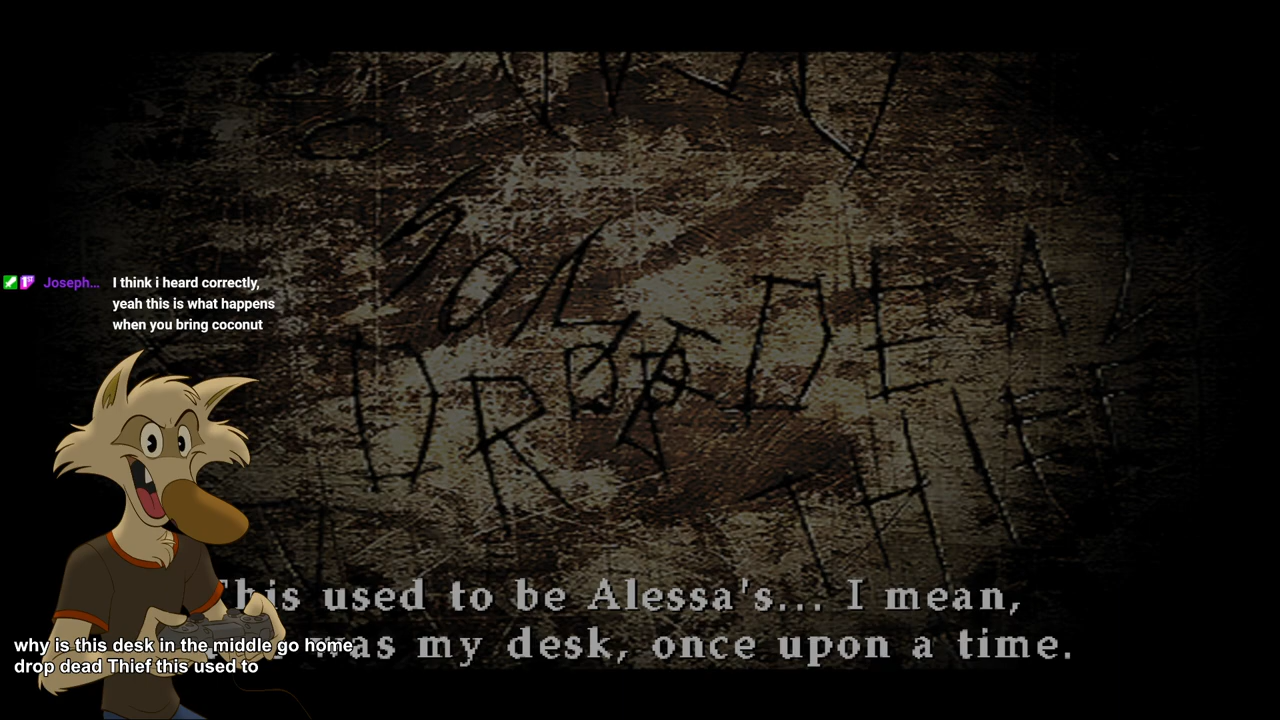 DROP DEAD
THIEF
Joseph... I think i heard correctly,
yeah this is what happens
when you bring coconut
This used to be Alessa's... I mean,
was my desk, once upon a time.
why is this desk in the middle go home
drop dead Thief this used to